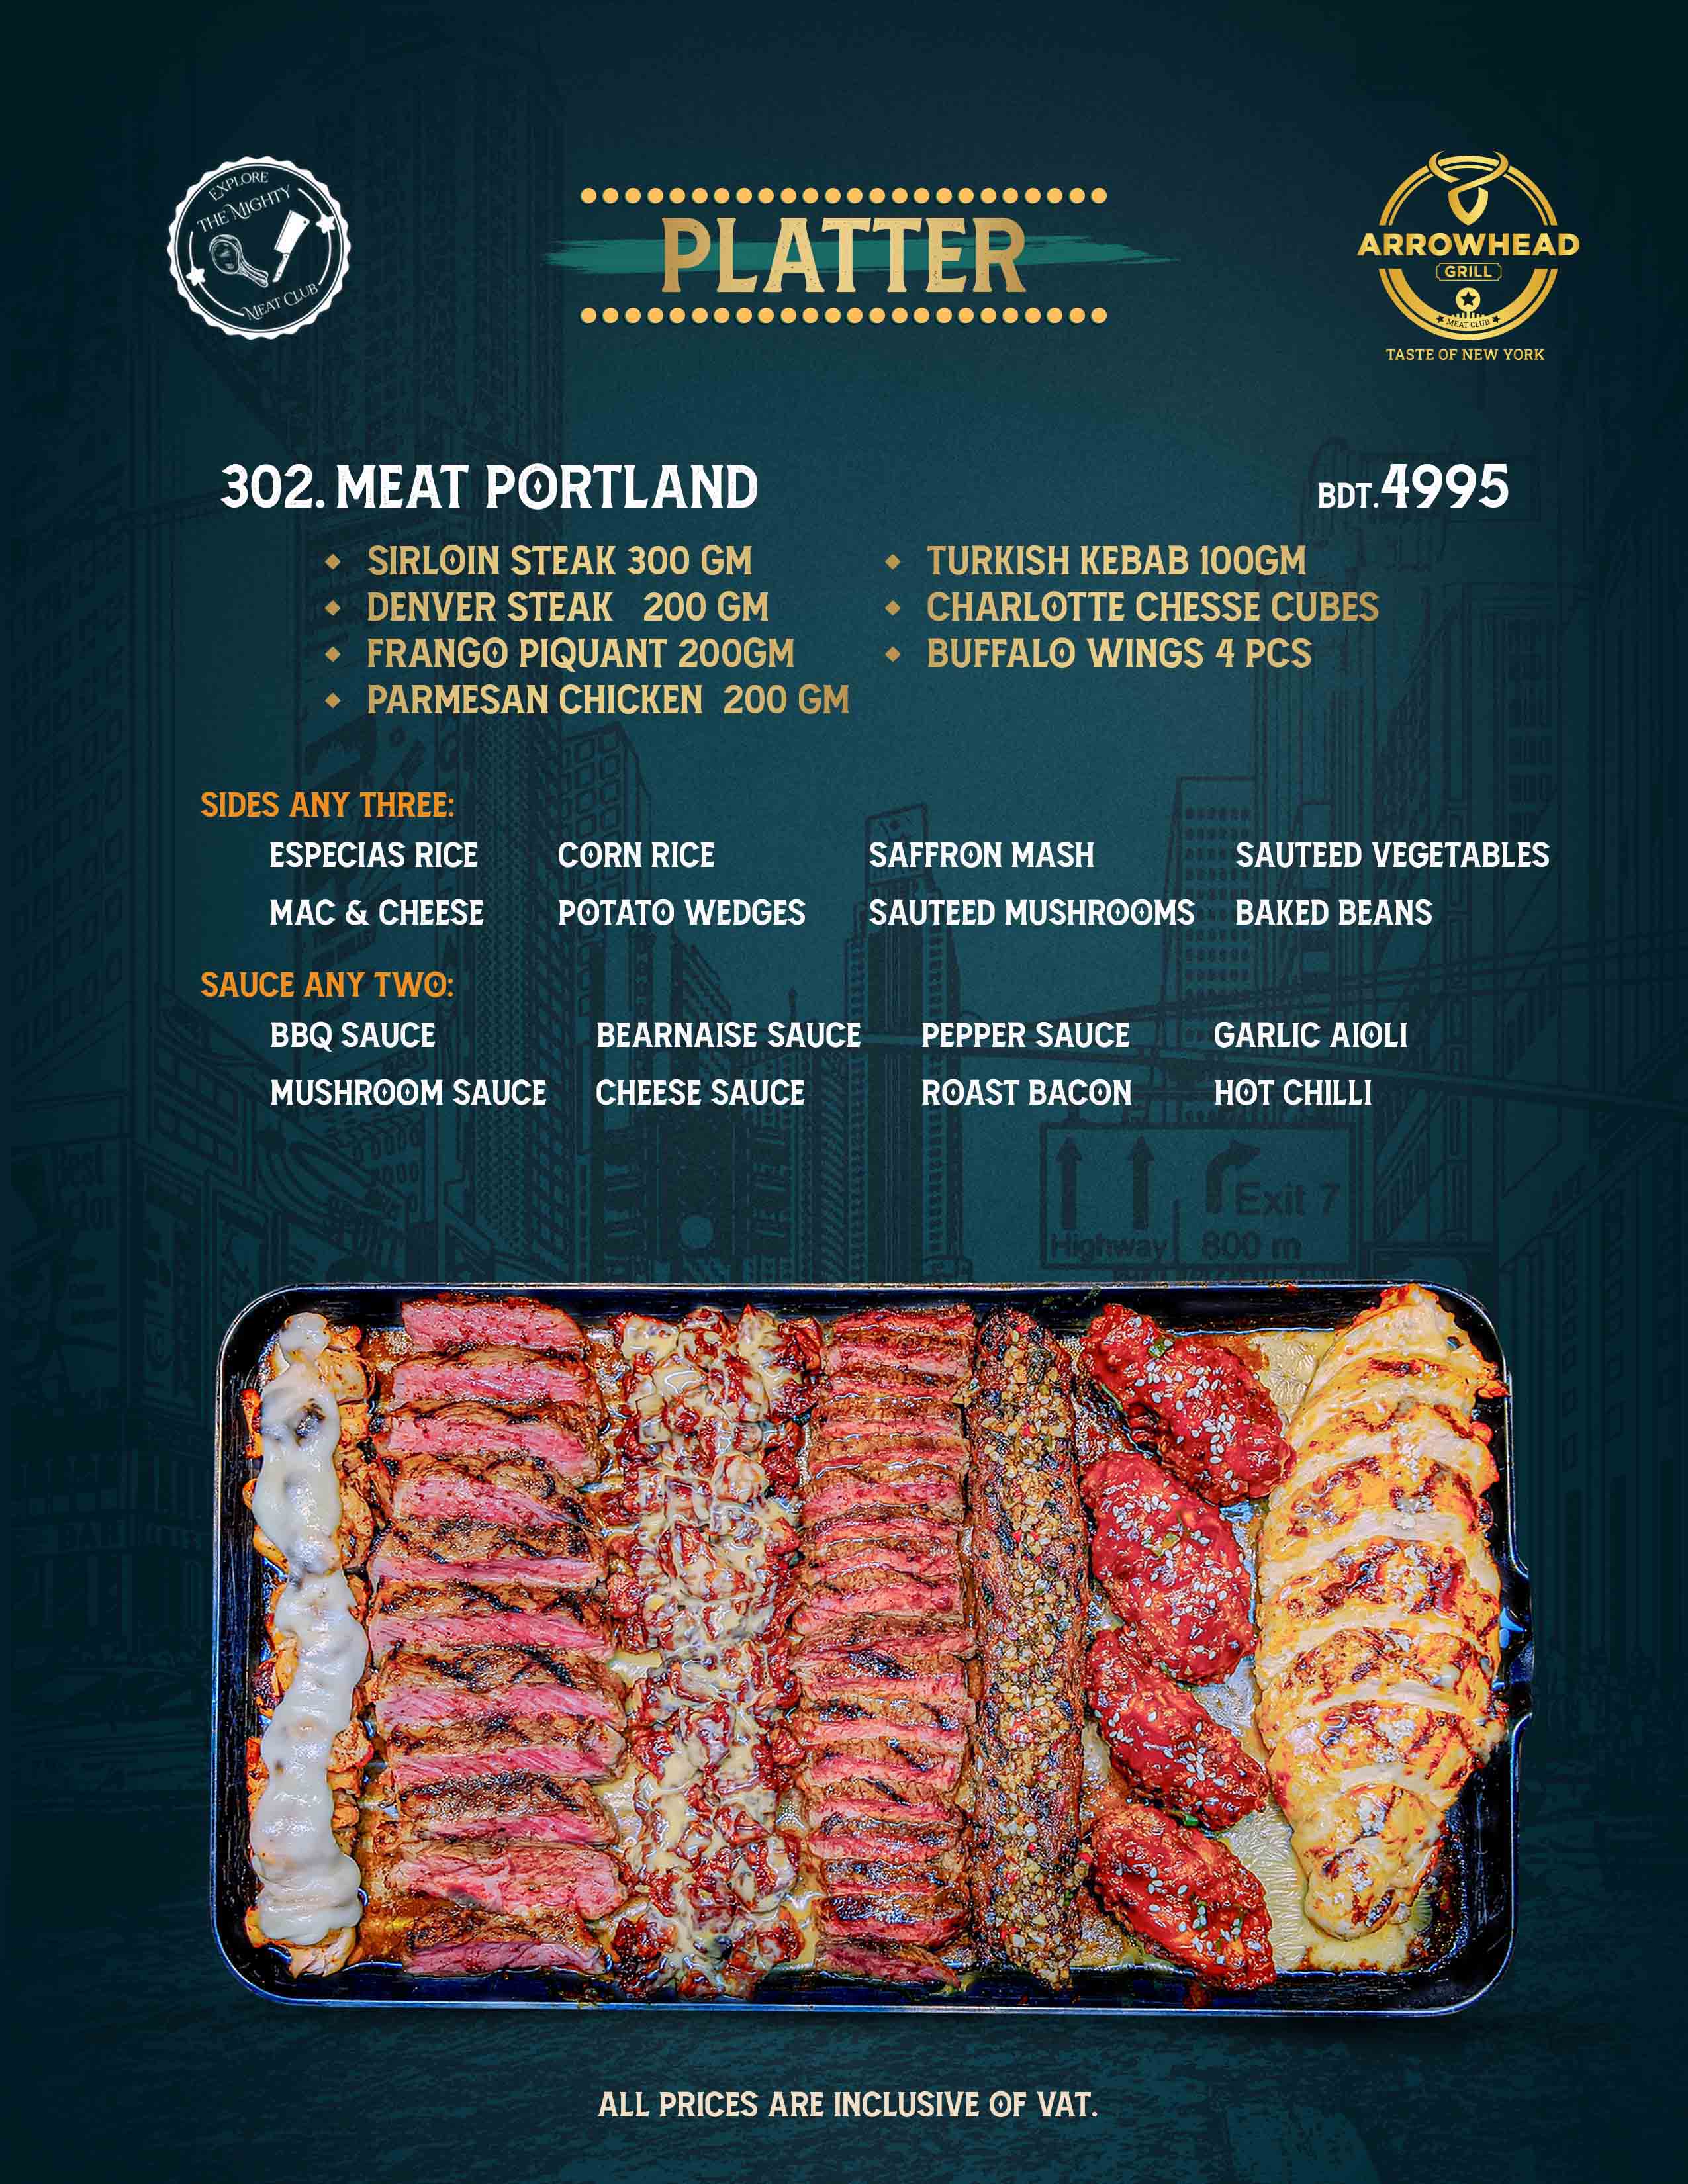 EXPLORE
THE MIGHTY
MEAT CLUB
PLATTER
ARROWHEAD
GRILL
MEAT CLUB
TASTE OF NEW YORK
302. MEAT PORTLAND BDT.4995
SIRLOIN STEAK 300 GM
DENVER STEAK 200 GM
FRANGO PIQUANT 200GM
PARMESAN CHICKEN 200 GM
TURKISH KEBAB 100GM
CHARLOTTE CHESSE CUBES
BUFFALO WINGS 4 PCS
SIDES ANY THREE:
ESPECIAS RICE CORN RICE SAFFRON MASH SAUTEED VEGETABLES
MAC & CHEESE POTATO WEDGES SAUTEED MUSHROOMS BAKED BEANS
SAUCE ANY TWO:
BBQ SAUCE BEARNAISE SAUCE PEPPER SAUCE GARLIC AIOLI
MUSHROOM SAUCE CHEESE SAUCE ROAST BACON HOT CHILLI
Exit 7
Highway 800 m
ALL PRICES ARE INCLUSIVE OF VAT.